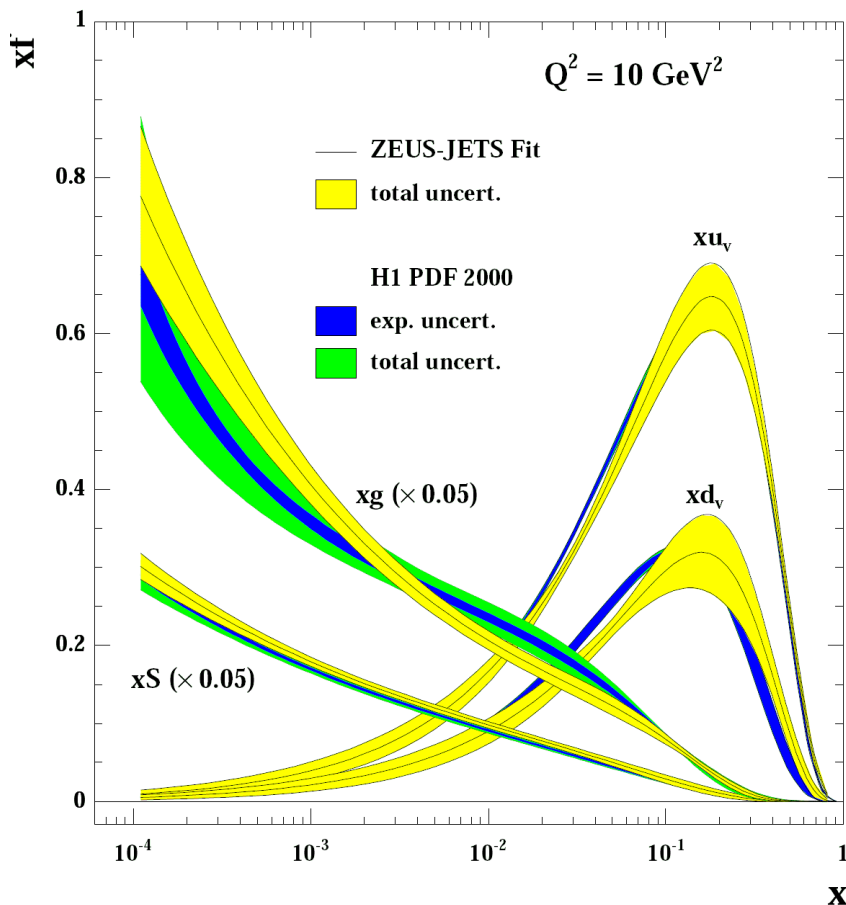 xf
1
0.8
0.6
0.4
0.2
0
Q² = 10 GeV²
ZEUS-JETS Fit
total uncert.
H1 PDF 2000
exp. uncert.
total uncert.
xuᵥ
xdᵥ
xg (× 0.05)
xS (× 0.05)
10⁻⁴ 10⁻³ 10⁻² 10⁻¹ 1
x